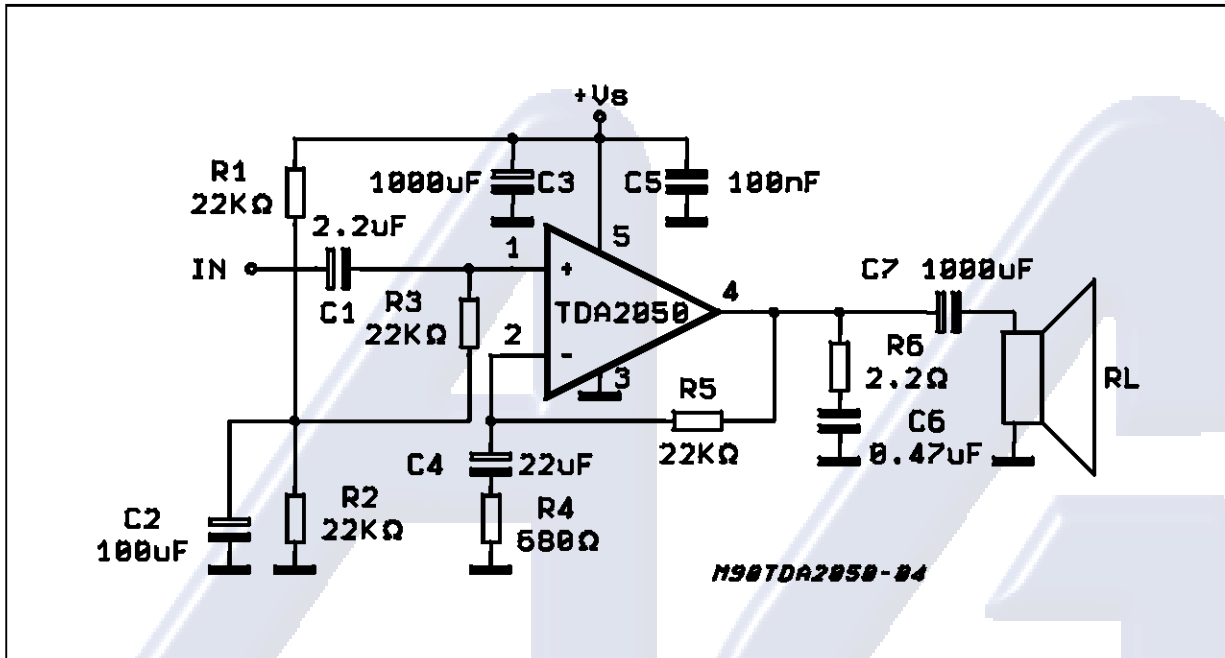 +Vs
R1
22KΩ
1000uF
C3
C5
100nF
2.2uF
IN
C1
R3
22KΩ
1
+
5
TDA2050
4
2
-
3
C7 1000uF
R5
22KΩ
R6
2.2Ω
C6
0.47uF
RL
C4
22uF
R4
680Ω
C2
100uF
R2
22KΩ
M90TDA2050-04